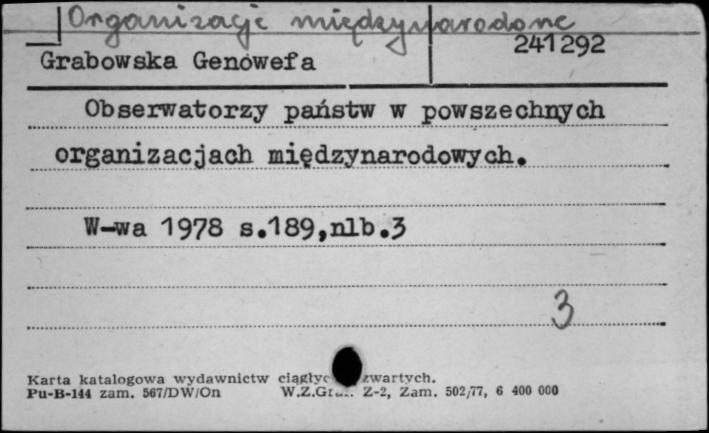 Organizacje międzynarodowe
241292
Grabowska Genowefa
Obserwatorzy państw w powszechnych
organizacjach międzynarodowych.
W-wa 1978 s.189,nlb.3
3
Karta katalogowa wydawnictw zwartych.
Pu-B-144 zam. 567/DW/On W.Z.Graf. Z-2, Zam. 502/77, 6 400 000